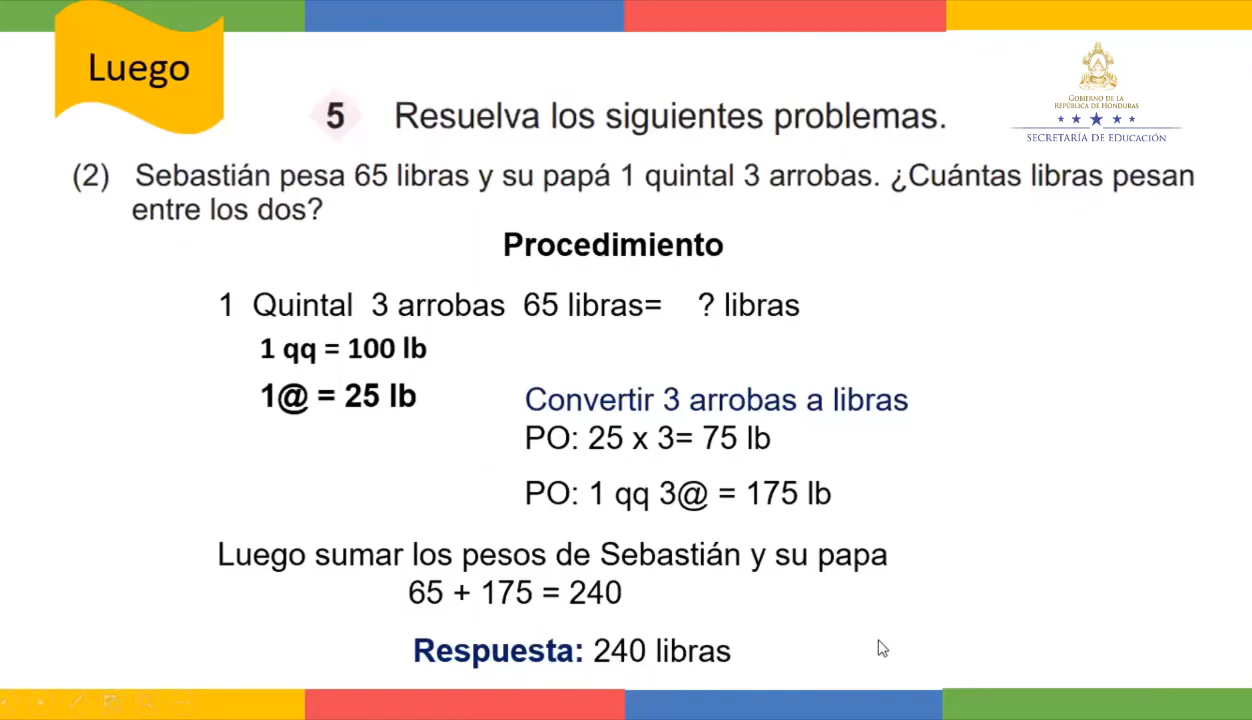 Luego
5 Resuelva los siguientes problemas.
GOBIERNO DE LA
REPÚBLICA DE HONDURAS
SECRETARÍA DE EDUCACIÓN
(2) Sebastián pesa 65 libras y su papá 1 quintal 3 arrobas. ¿Cuántas libras pesan
entre los dos?
Procedimiento
1 Quintal 3 arrobas 65 libras= ? libras
1 qq = 100 lb
1@ = 25 lb
Convertir 3 arrobas a libras
PO: 25 x 3= 75 lb
PO: 1 qq 3@ = 175 lb
Luego sumar los pesos de Sebastián y su papa
65 + 175 = 240
Respuesta: 240 libras